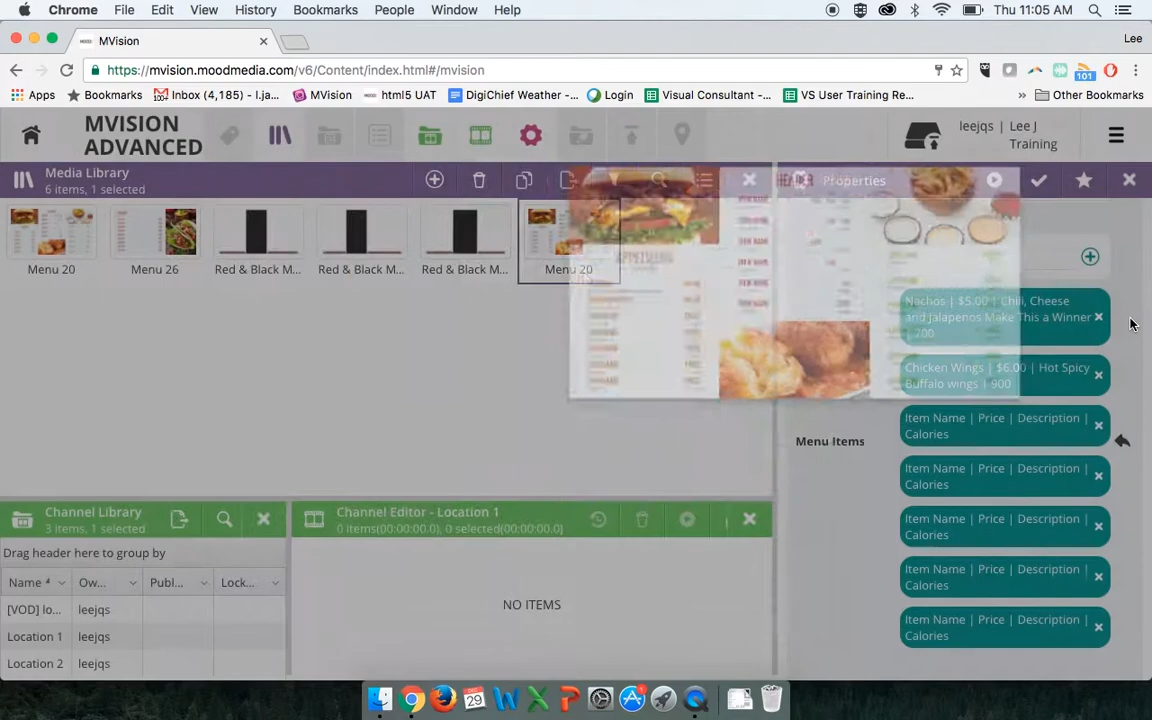 Chrome File Edit View History Bookmarks People Window Help Thu 11:05 AM
MVision Lee
https://mvision.moodmedia.com/v6/Content/index.html#/mvision 101
Apps Bookmarks Inbox (4,185) - l.ja... MVision html5 UAT DigiChief Weather -... Login Visual Consultant -... VS User Training Re... » Other Bookmarks
MVISION
ADVANCED
leejqs | Lee J
Training
Media Library
6 items, 1 selected
HEADER
Properties
Menu 20
Menu 26
Red & Black M...
Red & Black M...
Red & Black M...
Menu 20
APPETIZERS
Nachos | $5.00 | Chili, Cheese
and Jalapenos Make This a Winner
| 700
Chicken Wings | $6.00 | Hot Spicy
Buffalo wings | 900
Menu Items
Item Name | Price | Description |
Calories
Item Name | Price | Description |
Calories
Item Name | Price | Description |
Calories
Item Name | Price | Description |
Calories
Item Name | Price | Description |
Calories
Channel Library
3 items, 1 selected
Drag header here to group by
Name Ow... Publ... Lock...
[VOD] lo... leejqs
Location 1 leejqs
Location 2 leejqs
Channel Editor - Location 1
0 items(00:00:00.0), 0 selected(00:00:00.0)
NO ITEMS